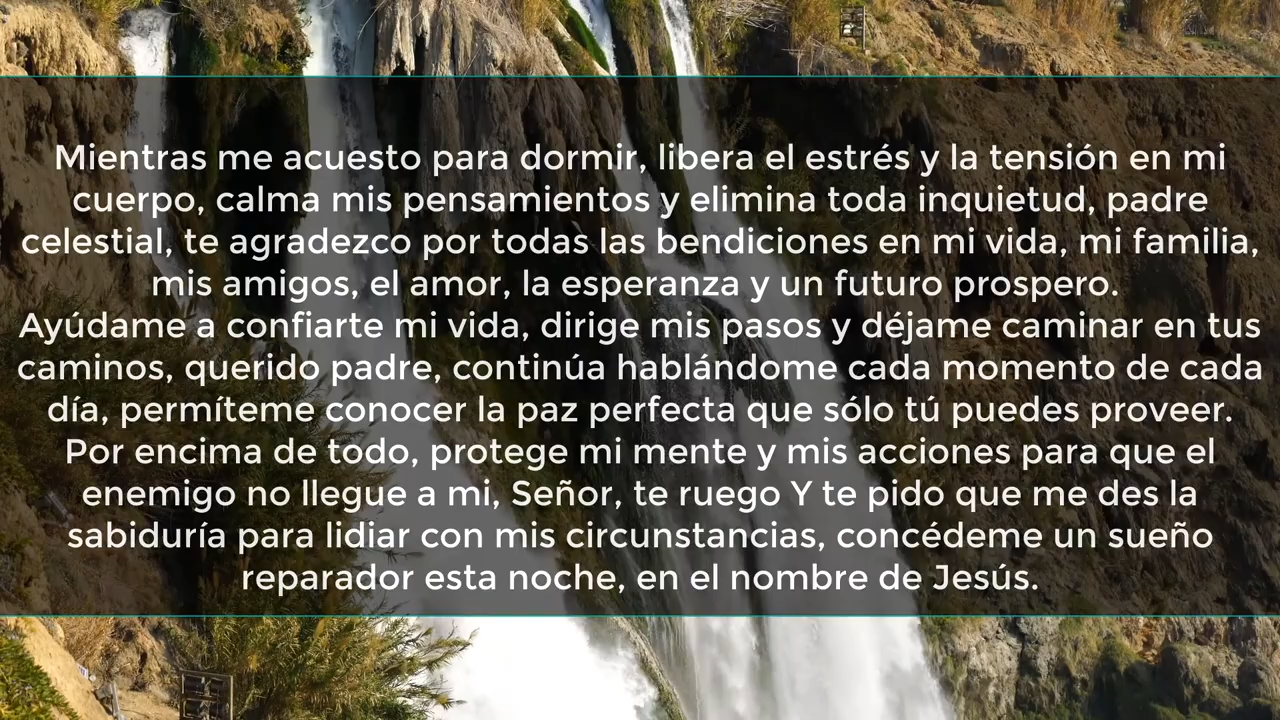 Mientras me acuesto para dormir, libera el estrés y la tensión en mi
cuerpo, calma mis pensamientos y elimina toda inquietud, padre
celestial, te agradezco por todas las bendiciones en mi vida, mi familia,
mis amigos, el amor, la esperanza y un futuro prospero.
Ayúdame a confiarte mi vida, dirige mis pasos y déjame caminar en tus
caminos, querido padre, continúa hablándome cada momento de cada
día, permíteme conocer la paz perfecta que sólo tú puedes proveer.
Por encima de todo, protege mi mente y mis acciones para que el
enemigo no llegue a mi, Señor, te ruego Y te pido que me des la
sabiduría para lidiar con mis circunstancias, concédeme un sueño
reparador esta noche, en el nombre de Jesús.